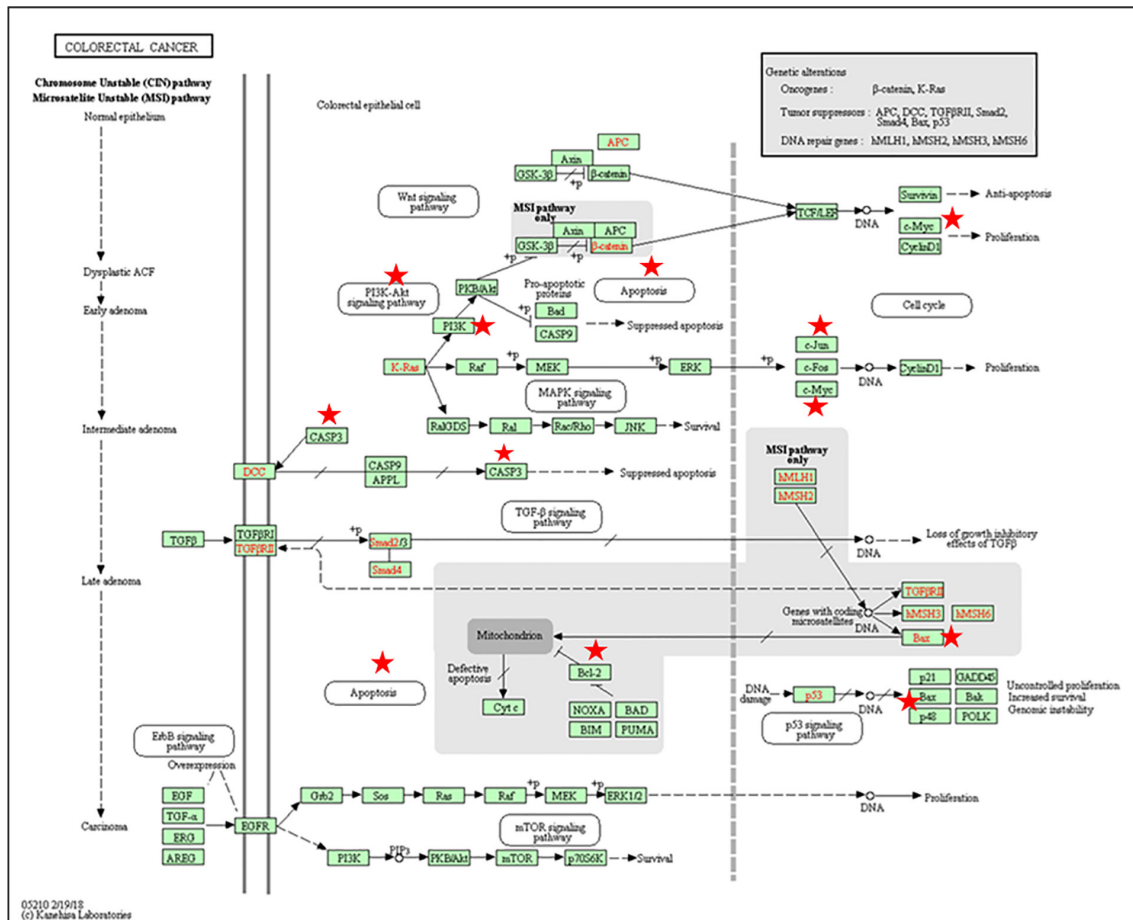 COLORECTAL CANCER
Chromosome Unstable (CIN) pathway
Microsatelite Unstable (MSI) pathway
Normal epithelium
Dysplastic ACF
Early adenoma
Intermediate adenoma
Late adenoma
Carcinoma
Colorectal epithelial cell
Genetic alterations
Oncogenes : β-catenin, K-Ras
Tumor suppressors : APC, DCC, TGFβRII, Smad2,
Smad4, Bax, p53
DNA repair genes : hMLH1, hMSH2, hMSH3, hMSH6
APC
Axin
GSK-3β
β-catenin
+p
Wnt signaling
pathway
MSI pathway
only
Axin
APC
GSK-3β
β-catenin
+p
TCF/LEF
DNA
Survivin
Anti-apoptosis
c-Myc
CyclinD1
Proliferation
PI3K-Akt
signaling pathway
PKB/Akt
Pro-apoptotic
proteins
Apoptosis
Cell cycle
+p
Bad
CASP9
Suppressed apoptosis
PI3K
K-Ras
Raf
+p
MEK
+p
ERK
+p
c-Jun
c-Fos
c-Myc
DNA
CyclinD1
Proliferation
MAPK signaling
pathway
RalGDS
Ral
Rac/Rho
JNK
Survival
CASP3
DCC
CASP9
APPL
CASP3
Suppressed apoptosis
MSI pathway
only
hMLH1
hMSH2
TGF-β signaling
pathway
TGFβ
TGFβRI
TGFβRII
+p
Smad2/3
Smad4
DNA
Loss of growth inhibitory
effects of TGFβ
TGFβRII
Genes with coding
microsatellites
DNA
hMSH3
hMSH6
Bax
Mitochondrion
Defective
apoptosis
Cyt c
Bcl-2
NOXA
BAD
BIM
PUMA
Apoptosis
DNA
damage
p53
DNA
p21
GADD45
Bax
Bak
p48
POLK
Uncontrolled proliferation
Increased survival
Genomic instability
p53 signaling
pathway
ErbB signaling
pathway
Overexpression
EGF
TGF-α
ERG
AREG
EGFR
Grb2
Sos
Ras
Raf
+p
MEK
+p
ERK1/2
DNA
Proliferation
mTOR signaling
pathway
PI3K
PIP3
PKB/Akt
mTOR
p70S6K
Survival
05210 2/19/18
(c) Kanehisa Laboratories